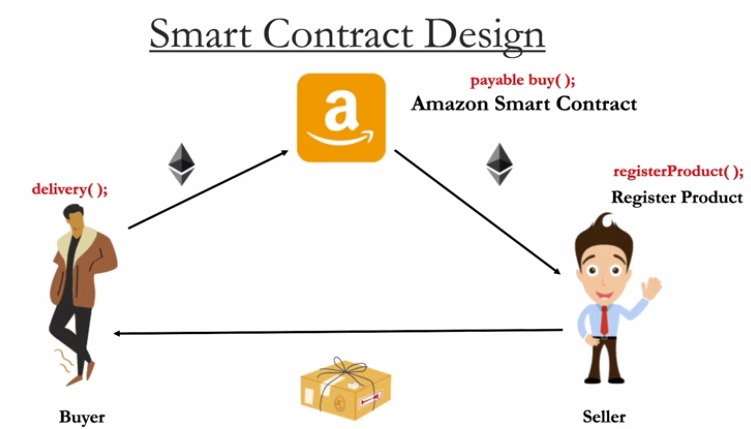 Smart Contract Design
payable buy( );
Amazon Smart Contract
a
delivery( );
registerProduct( );
Register Product
Buyer
Seller